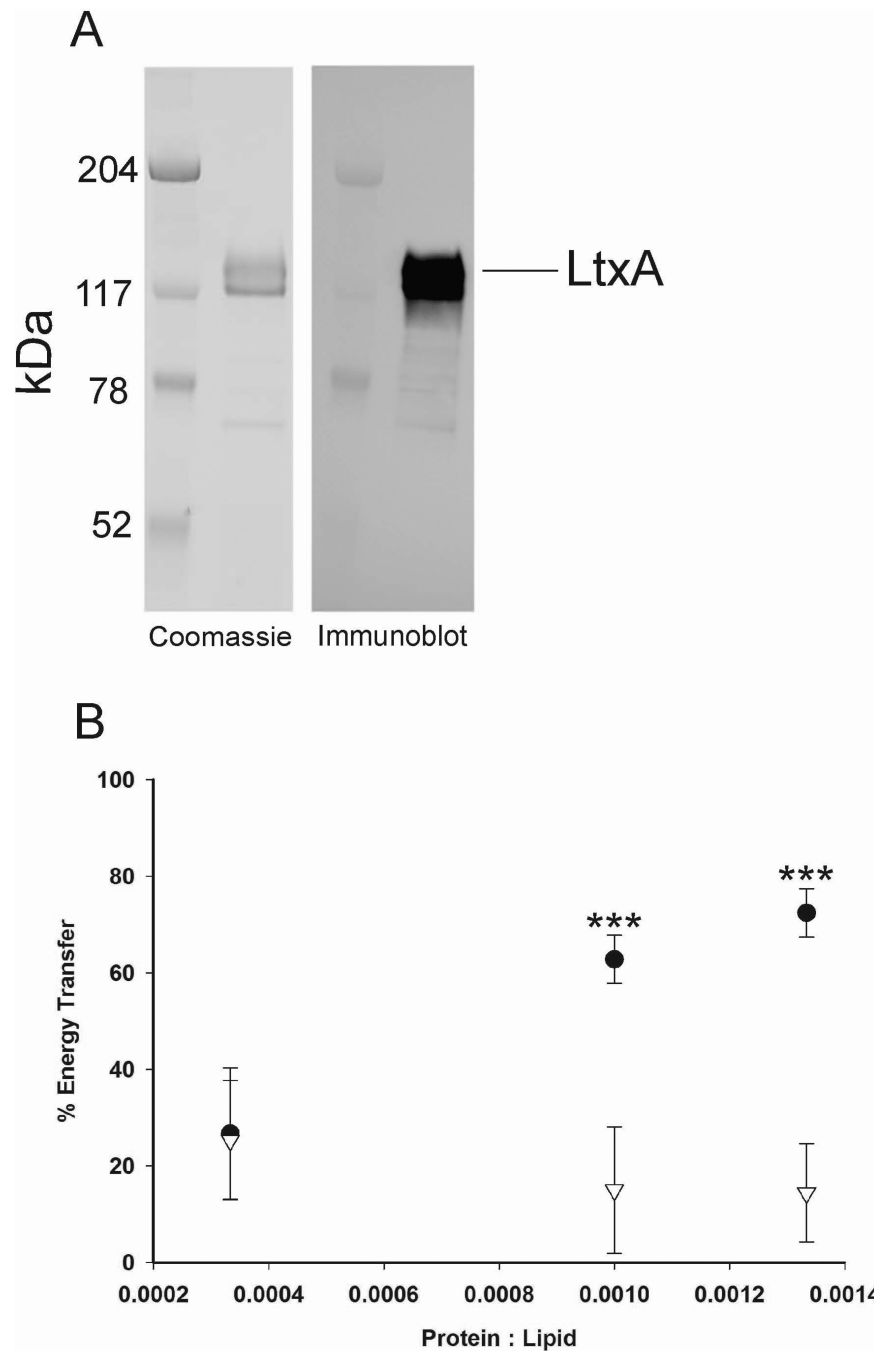 A
204
117
78
52
kDa
LtxA
Coomassie Immunoblot
B
100
80
60
40
20
0
% Energy Transfer
***
***
0.0002 0.0004 0.0006 0.0008 0.0010 0.0012 0.0014
Protein : Lipid